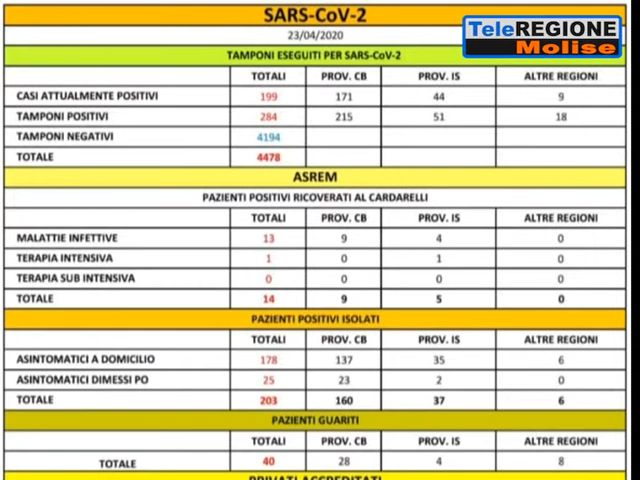 SARS-CoV-2
TeleREGIONE
Molise
23/04/2020
TAMPONI ESEGUITI PER SARS-CoV-2
TOTALI PROV. CB PROV. IS ALTRE REGIONI
CASI ATTUALMENTE POSITIVI 199 171 44 9
TAMPONI POSITIVI 284 215 51 18
TAMPONI NEGATIVI 4194
TOTALE 4478
ASREM
PAZIENTI POSITIVI RICOVERATI AL CARDARELLI
TOTALI PROV. CB PROV. IS ALTRE REGIONI
MALATTIE INFETTIVE 13 9 4 0
TERAPIA INTENSIVA 1 0 1 0
TERAPIA SUB INTENSIVA 0 0 0 0
TOTALE 14 9 5 0
PAZIENTI POSITIVI ISOLATI
TOTALI PROV. CB PROV. IS ALTRE REGIONI
ASINTOMATICI A DOMICILIO 178 137 35 6
ASINTOMATICI DIMESSI PO 25 23 2 0
TOTALE 203 160 37 6
PAZIENTI GUARITI
TOTALI PROV. CB PROV. IS ALTRE REGIONI
TOTALE 40 28 4 8
PRIVATI ACCREDITATI